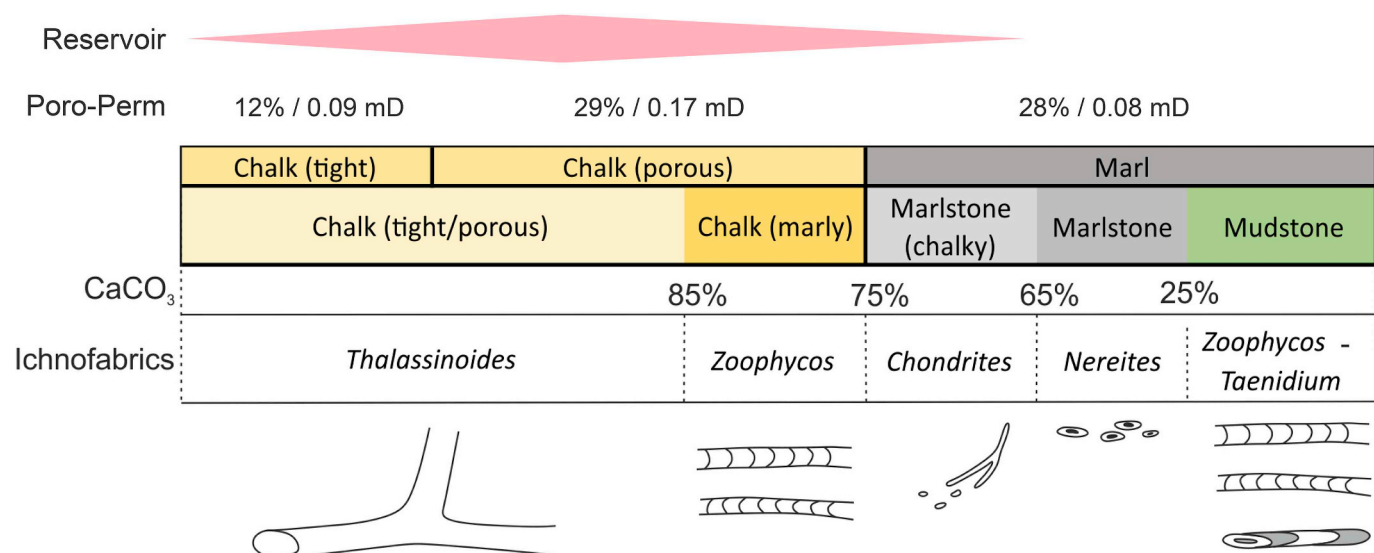 Reservoir
Poro-Perm 12% / 0.09 mD 29% / 0.17 mD 28% / 0.08 mD
Chalk (tight) Chalk (porous) Marl
Chalk (tight/porous) Chalk (marly) Marlstone (chalky) Marlstone Mudstone
CaCO₃ 85% 75% 65% 25%
Ichnofabrics Thalassinoides Zoophycos Chondrites Nereites Zoophycos - Taenidium